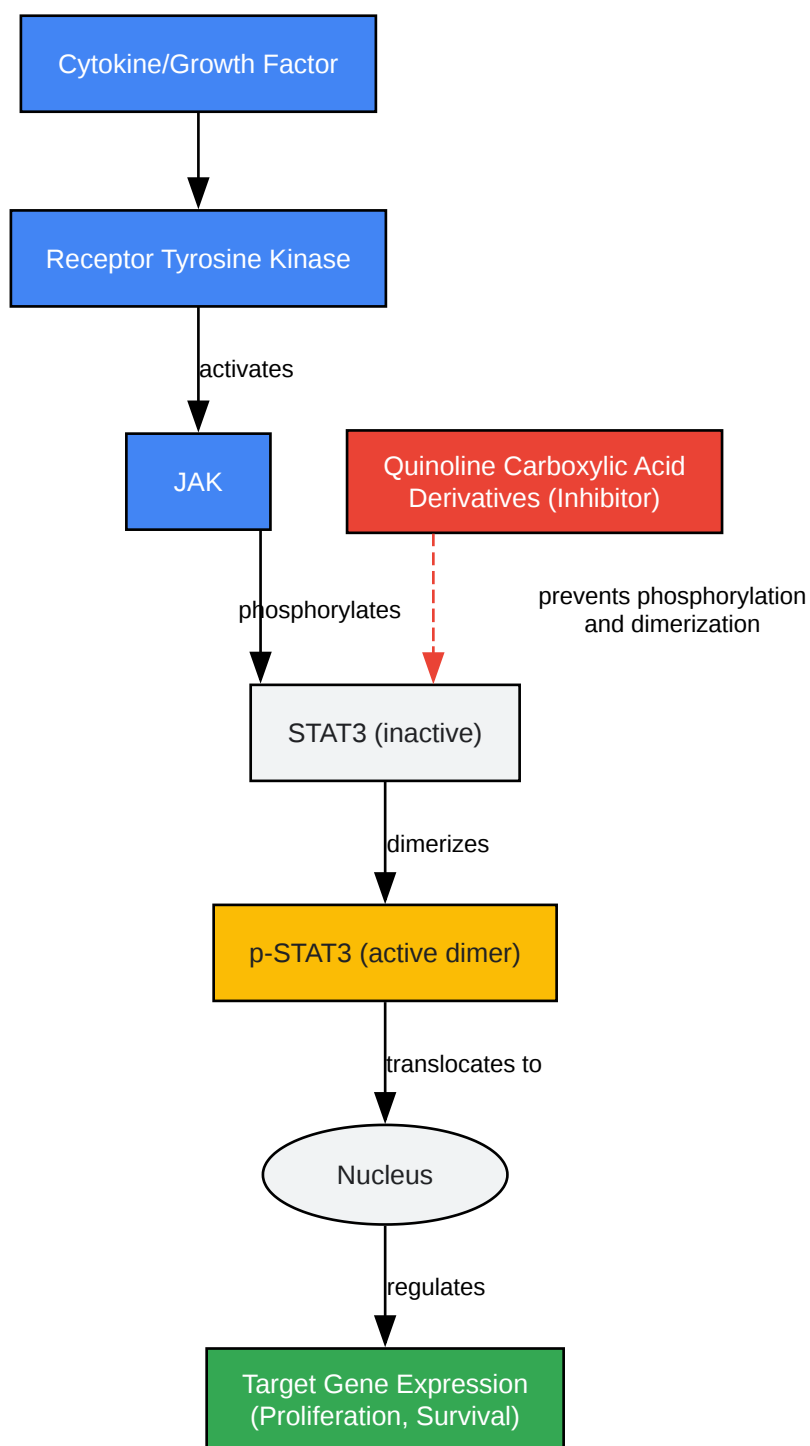 Cytokine/Growth Factor
Receptor Tyrosine Kinase
activates
JAK
Quinoline Carboxylic Acid
Derivatives (Inhibitor)
phosphorylates
prevents phosphorylation
and dimerization
STAT3 (inactive)
dimerizes
p-STAT3 (active dimer)
translocates to
Nucleus
regulates
Target Gene Expression
(Proliferation, Survival)